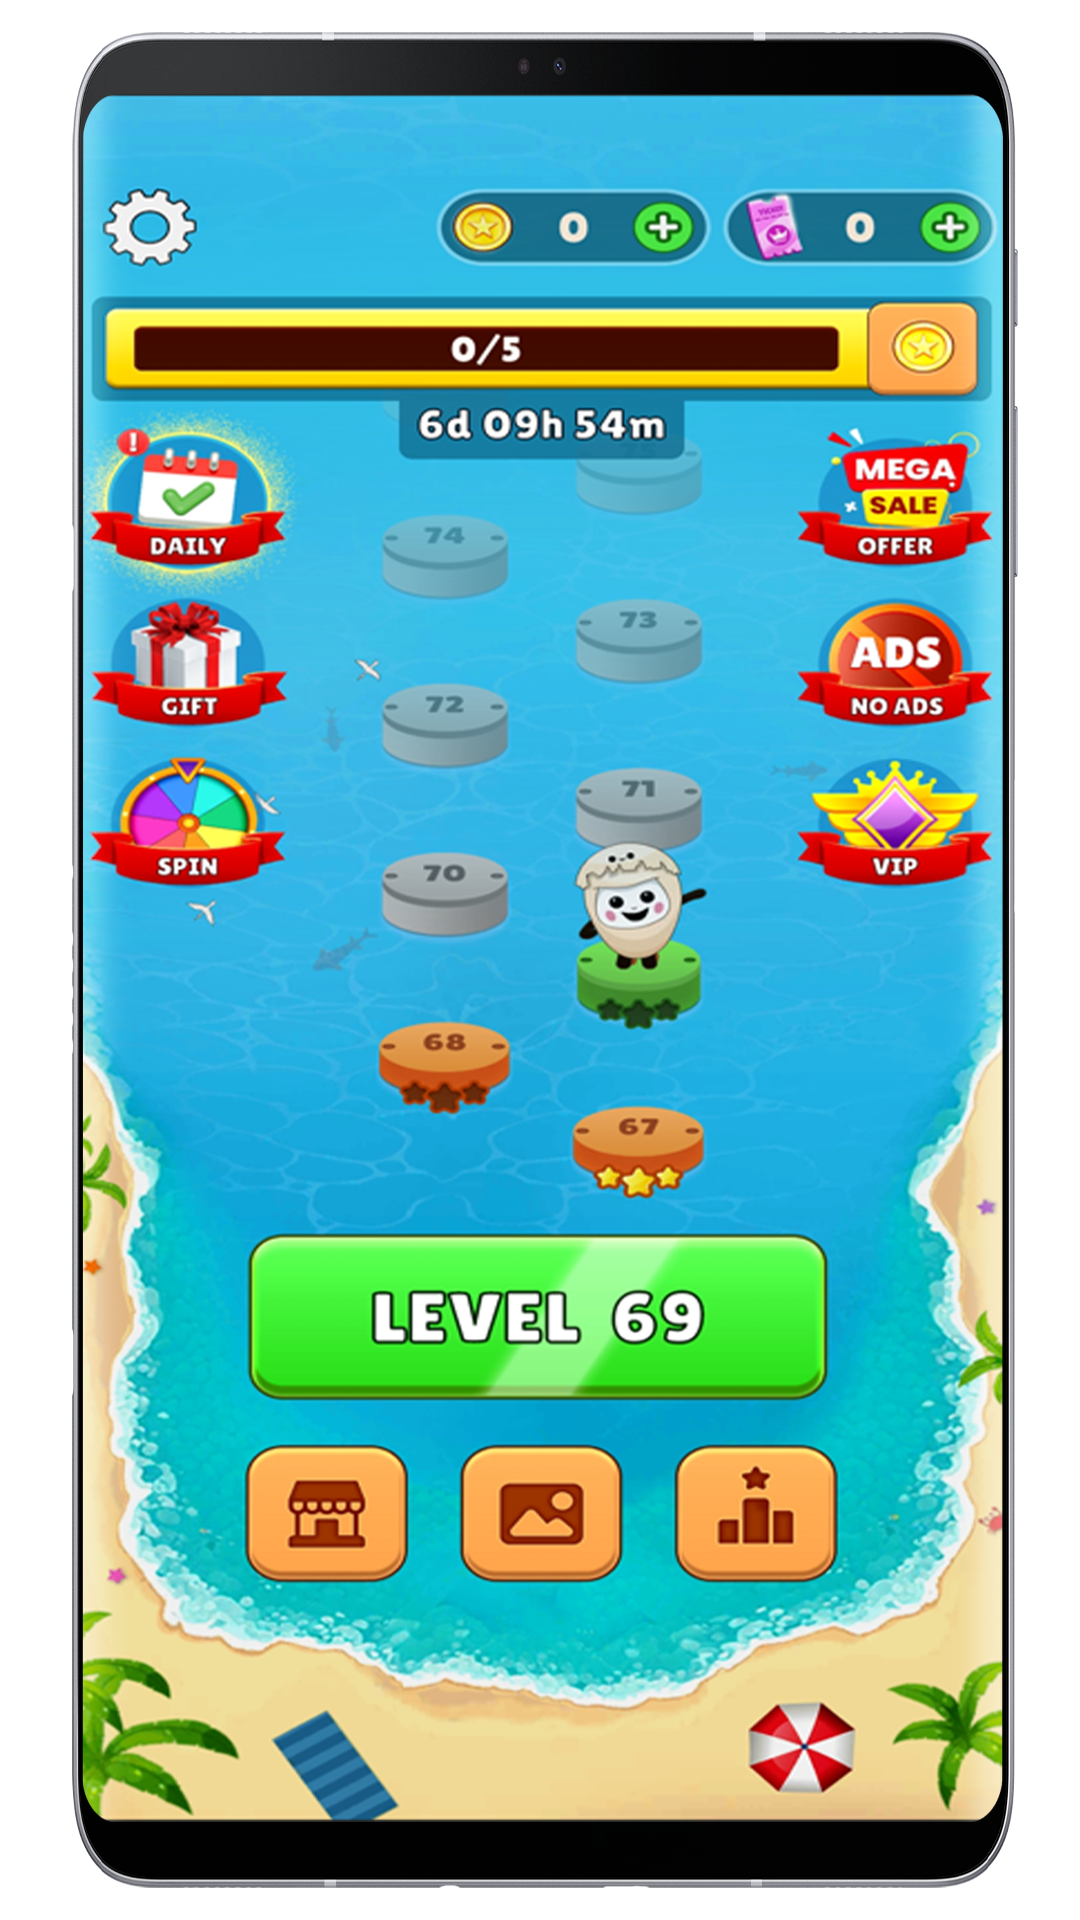 0
0
0/5
6d 09h 54m
!
DAILY
MEGA
SALE
OFFER
74
73
GIFT
ADS
NO ADS
72
71
SPIN
VIP
70
68
67
LEVEL 69